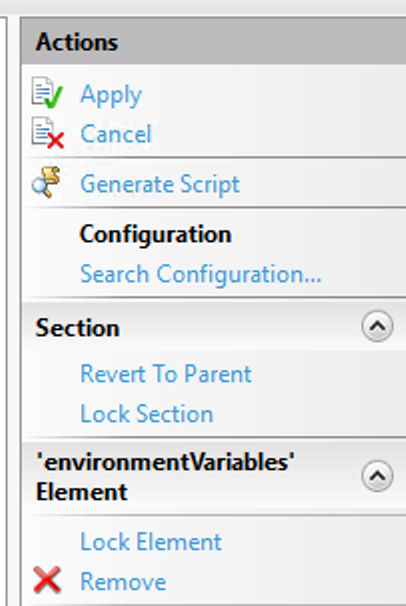 Actions
Apply
Cancel
Generate Script
Configuration
Search Configuration...
Section
Revert To Parent
Lock Section
'environmentVariables'
Element
Lock Element
Remove